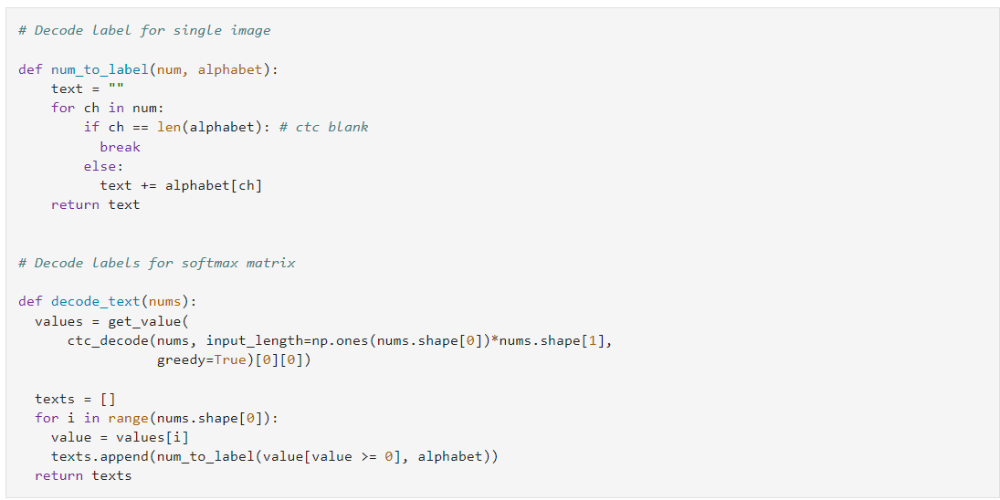 # Decode label for single image
def num_to_label(num, alphabet):
    text = ""
    for ch in num:
        if ch == len(alphabet): # ctc blank
          break
        else:
          text += alphabet[ch]
    return text
# Decode labels for softmax matrix
def decode_text(nums):
  values = get_value(
      ctc_decode(nums, input_length=np.ones(nums.shape[0])*nums.shape[1],
                 greedy=True)[0][0])
  texts = []
  for i in range(nums.shape[0]):
    value = values[i]
    texts.append(num_to_label(value[value >= 0], alphabet))
  return texts